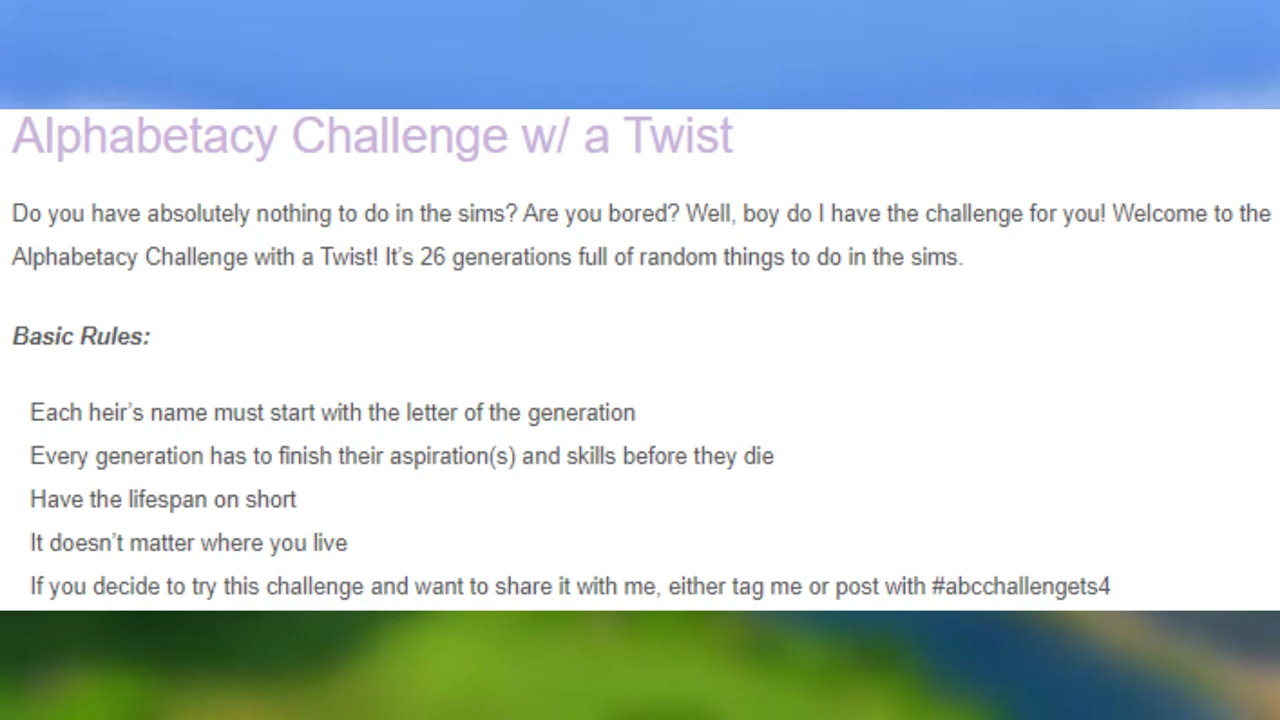 Alphabetacy Challenge w/ a Twist
Do you have absolutely nothing to do in the sims? Are you bored? Well, boy do I have the challenge for you! Welcome to the
Alphabetacy Challenge with a Twist! It’s 26 generations full of random things to do in the sims.
Basic Rules:
Each heir’s name must start with the letter of the generation
Every generation has to finish their aspiration(s) and skills before they die
Have the lifespan on short
It doesn’t matter where you live
If you decide to try this challenge and want to share it with me, either tag me or post with #abcchallengets4